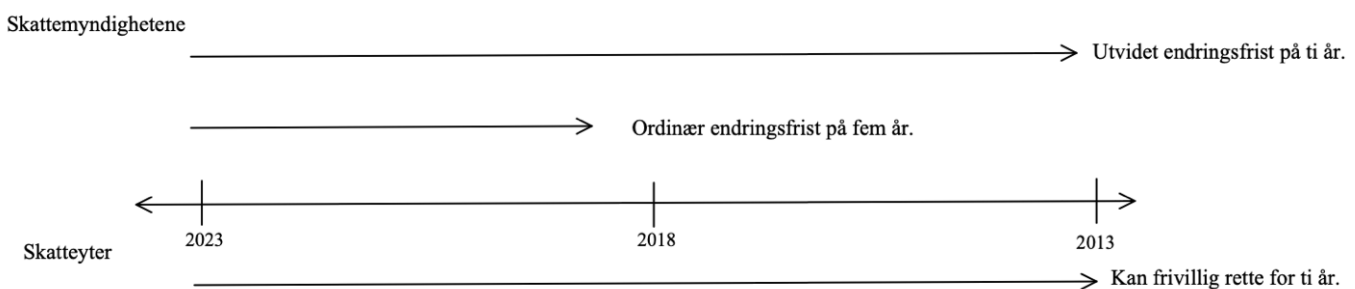 Skattemyndighetene
Utvidet endringsfrist på ti år.
Ordinær endringsfrist på fem år.
2023 2018 2013
Skatteyter
Kan frivillig rette for ti år.